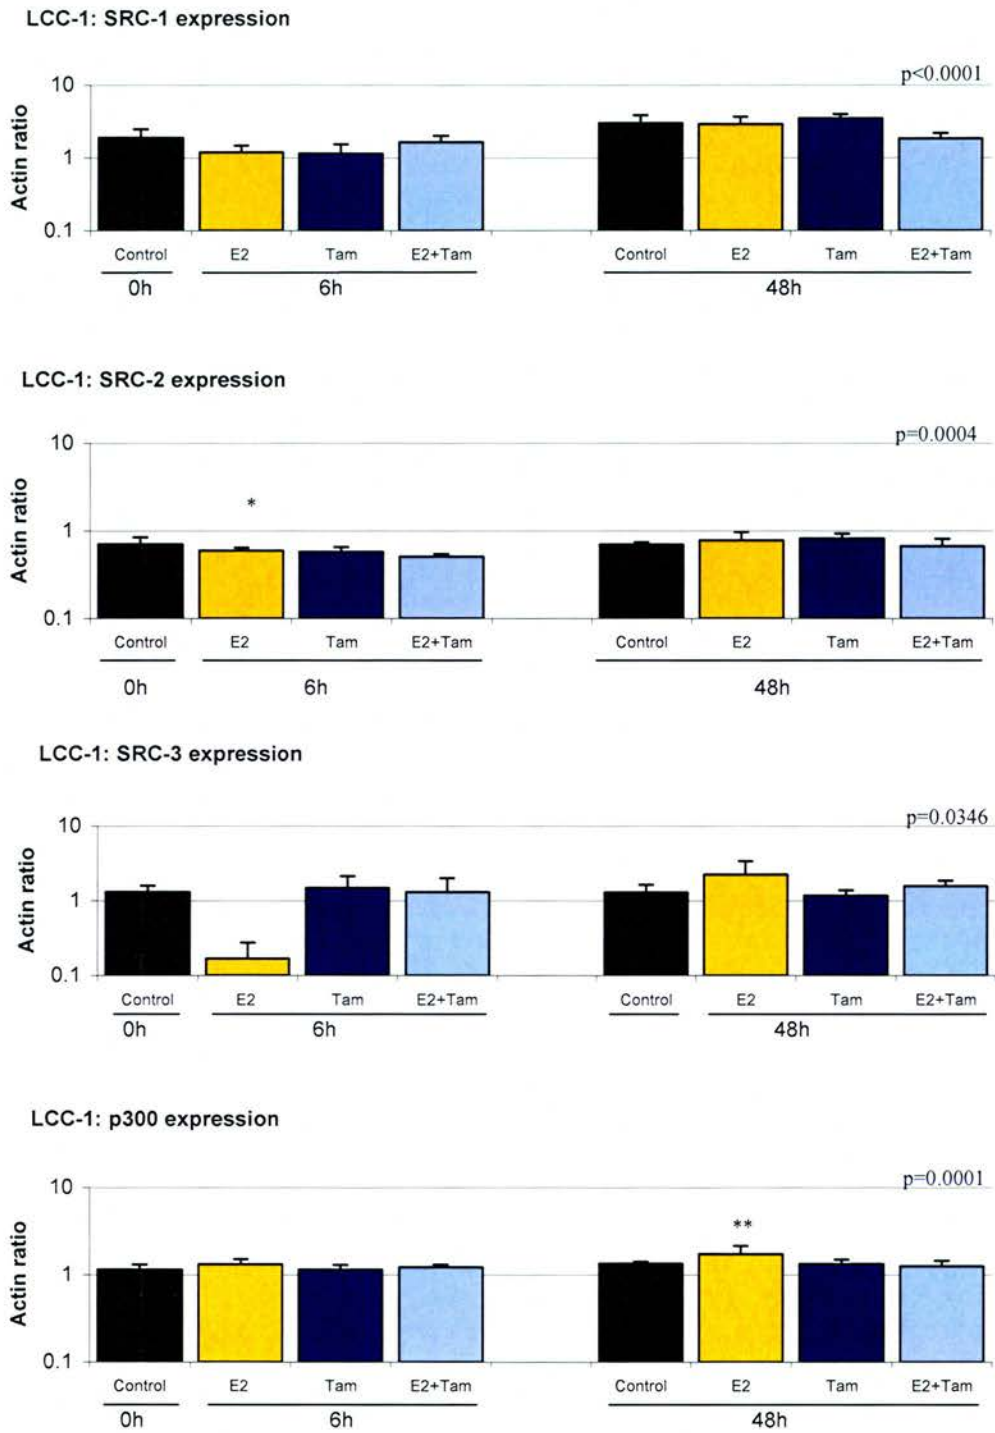 LCC-1: SRC-1 expression
p<0.0001
10
1
0.1
Actin ratio
Control E2 Tam E2+Tam Control E2 Tam E2+Tam
0h 6h 48h
LCC-1: SRC-2 expression
p=0.0004
10
*
1
0.1
Actin ratio
Control E2 Tam E2+Tam Control E2 Tam E2+Tam
0h 6h 48h
LCC-1: SRC-3 expression
p=0.0346
10
1
0.1
Actin ratio
Control E2 Tam E2+Tam Control E2 Tam E2+Tam
0h 6h 48h
LCC-1: p300 expression
p=0.0001
10
**
1
0.1
Actin ratio
Control E2 Tam E2+Tam Control E2 Tam E2+Tam
0h 6h 48h